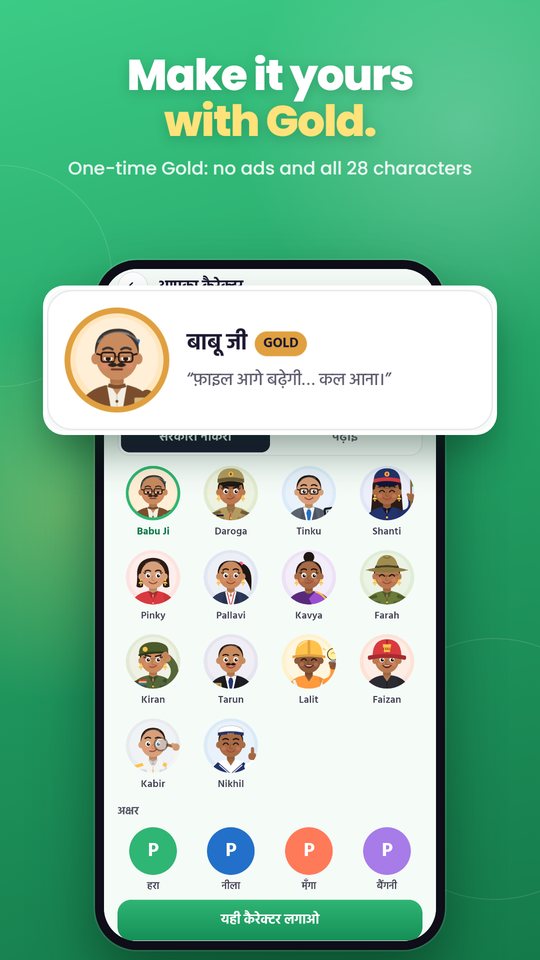 Make it yours
with Gold.
One-time Gold: no ads and all 28 characters
बाबू जी GOLD
“फ़ाइल आगे बढ़ेगी... कल आना।”
Babu Ji Daroga Tinku Shanti
Pinky Pallavi Kavya Farah
Kiran Tarun Lalit Faizan
Kabir Nikhil
अक्षर
P P P P
हरा नीला मूँगा बैंगनी
यही कैरेक्टर लगाओ